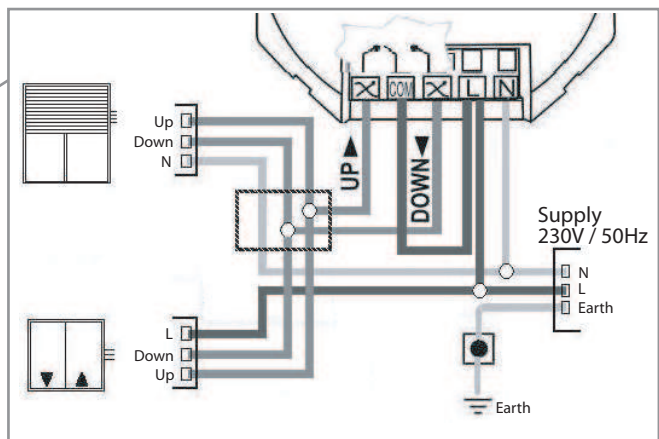 COM L N
Up
Down
N
UP
DOWN
Supply
230V / 50Hz
N
L
Earth
L
Down
Up
Earth